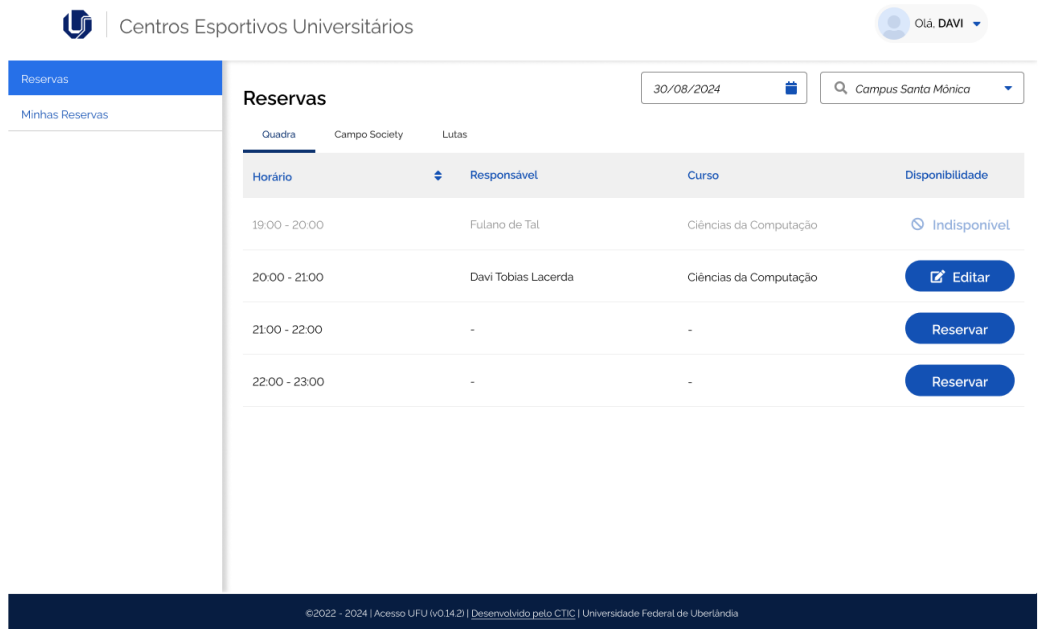 Centros Esportivos Universitários
Olá, DAVI
Reservas
Minhas Reservas
Reservas
30/08/2024
Campus Santa Mônica
Quadra Campo Society Lutas
Horário Responsável Curso Disponibilidade
19:00 - 20:00 Fulano de Tal Ciências da Computação Indisponível
20:00 - 21:00 Davi Tobias Lacerda Ciências da Computação Editar
21:00 - 22:00 - - Reservar
22:00 - 23:00 - - Reservar
©2022 - 2024 | Acesso UFU (v0.14.2) | Desenvolvido pelo CTIC | Universidade Federal de Uberlândia